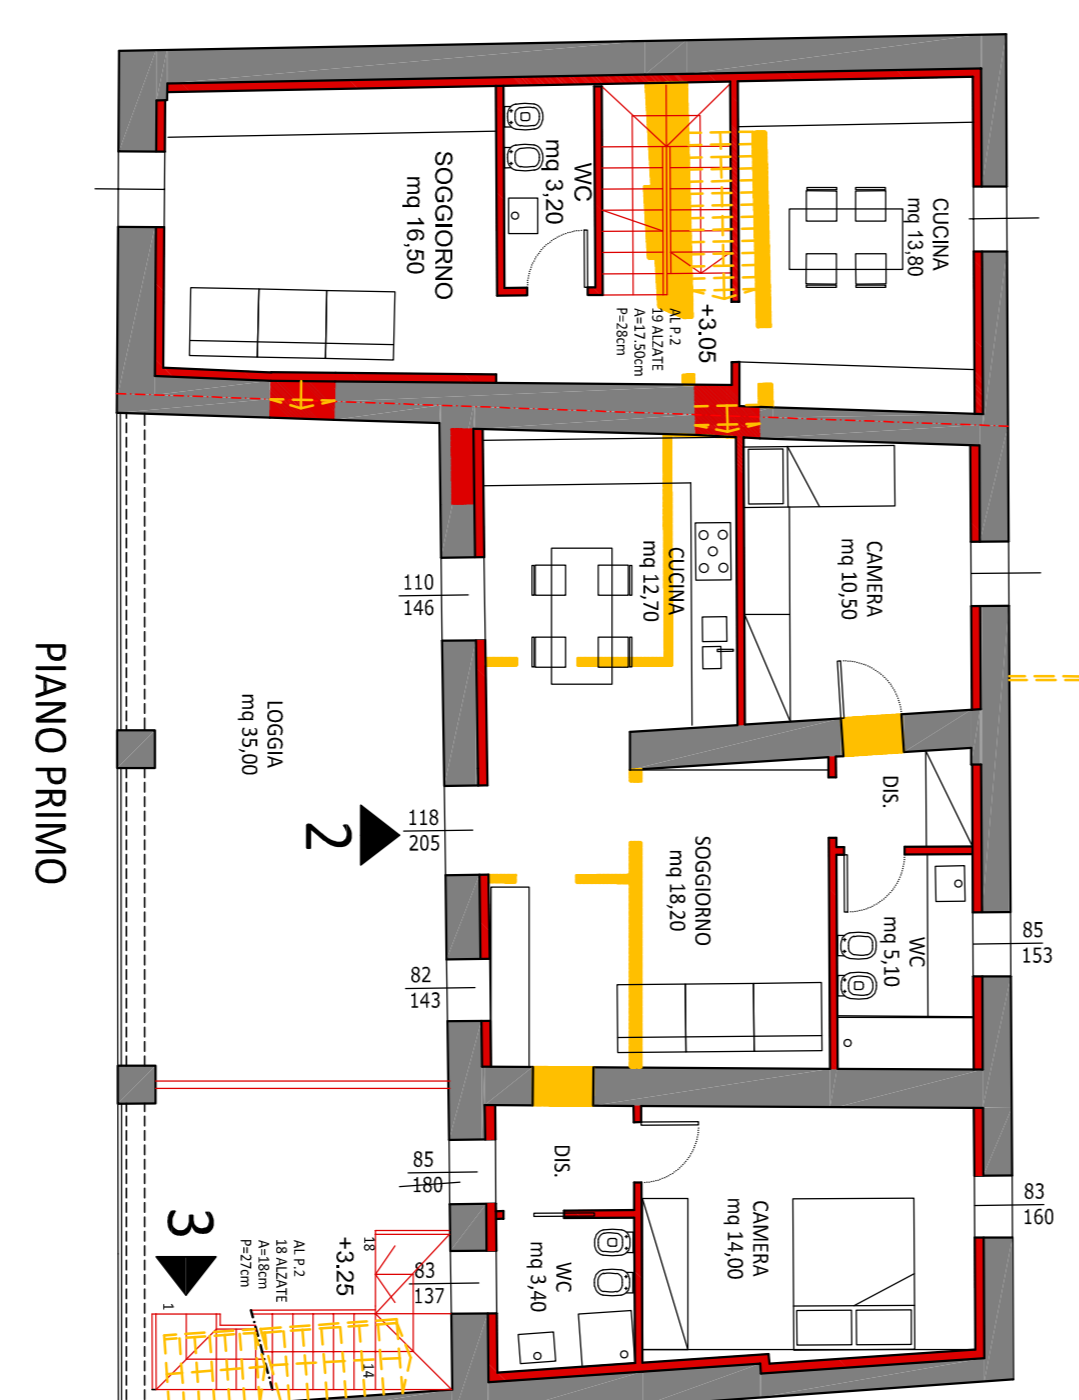 PIANO PRIMO
SOGGIORNO
mq 16,50
WC
mq 3,20
CUCINA
mq 13,80
+3.05
AL P.2
19 ALZATE
A=17.50cm
P=28cm
CUCINA
mq 12,70
CAMERA
mq 10,50
110
146
LOGGIA
mq 35,00
2
118
205
SOGGIORNO
mq 18,20
DIS.
WC
mq 5,10
85
153
82
143
DIS.
85
180
CAMERA
mq 14,00
83
160
WC
mq 3,40
83
137
3
+3.25
AL P.2
18 ALZATE
A=18cm
P=27cm
18
1
14